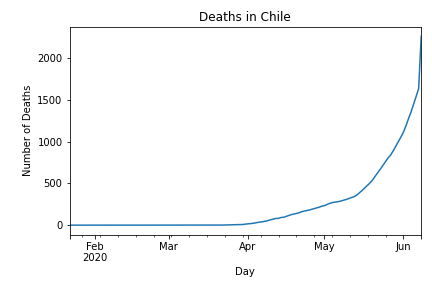 Deaths in Chile
Number of Deaths
2000
1500
1000
500
0
Feb
2020
Mar
Apr
May
Jun
Day